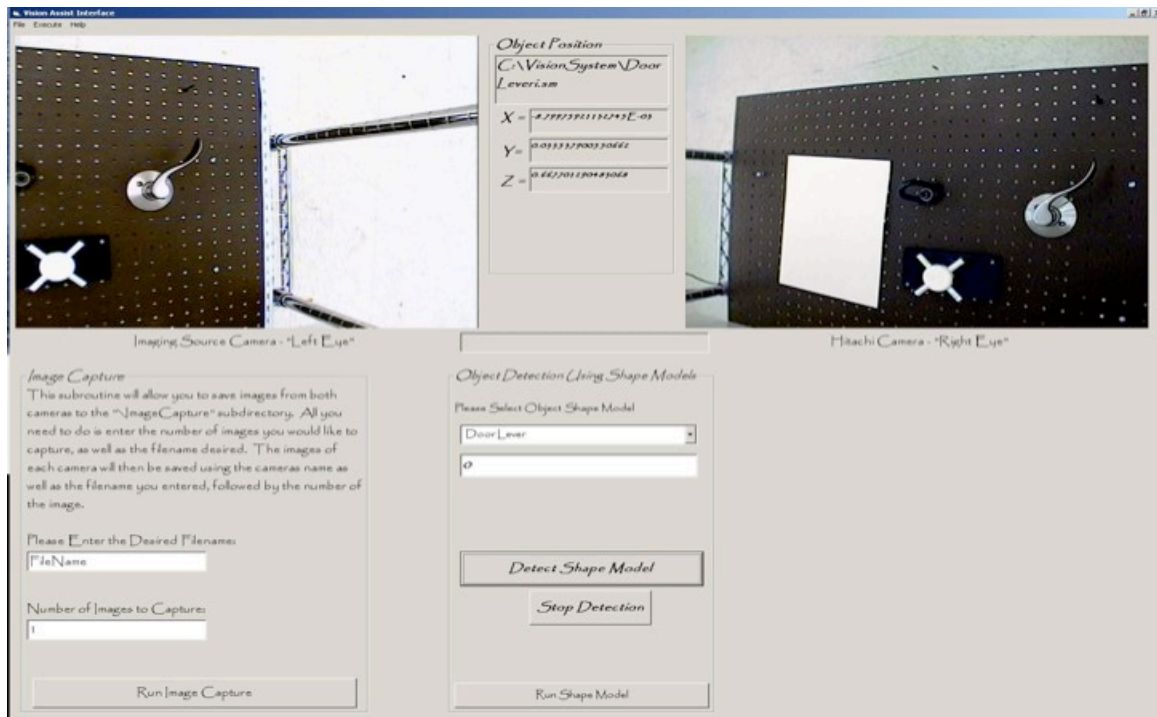 Vision Assist Interface
File Execute Help
Object Position
C:\VisionSystem\Door
Leveri.sm
X =
Y=
Z =
Imaging Source Camera - "Left Eye"
Hitachi Camera - "Right Eye"
Image Capture
This subroutine will allow you to save images from both
cameras to the "\ImageCapture" subdirectory. All you
need to do is enter the number of images you would like to
capture, as well as the filename desired. The images of
each camera will then be saved using the cameras name as
well as the filename you entered, followed by the number of
the image.
Please Enter the Desired Filename:
FileName
Number of Images to Capture:
1
Run Image Capture
Object Detection Using Shape Models
Please Select Object Shape Model
Door Lever
0
Detect Shape Model
Stop Detection
Run Shape Model